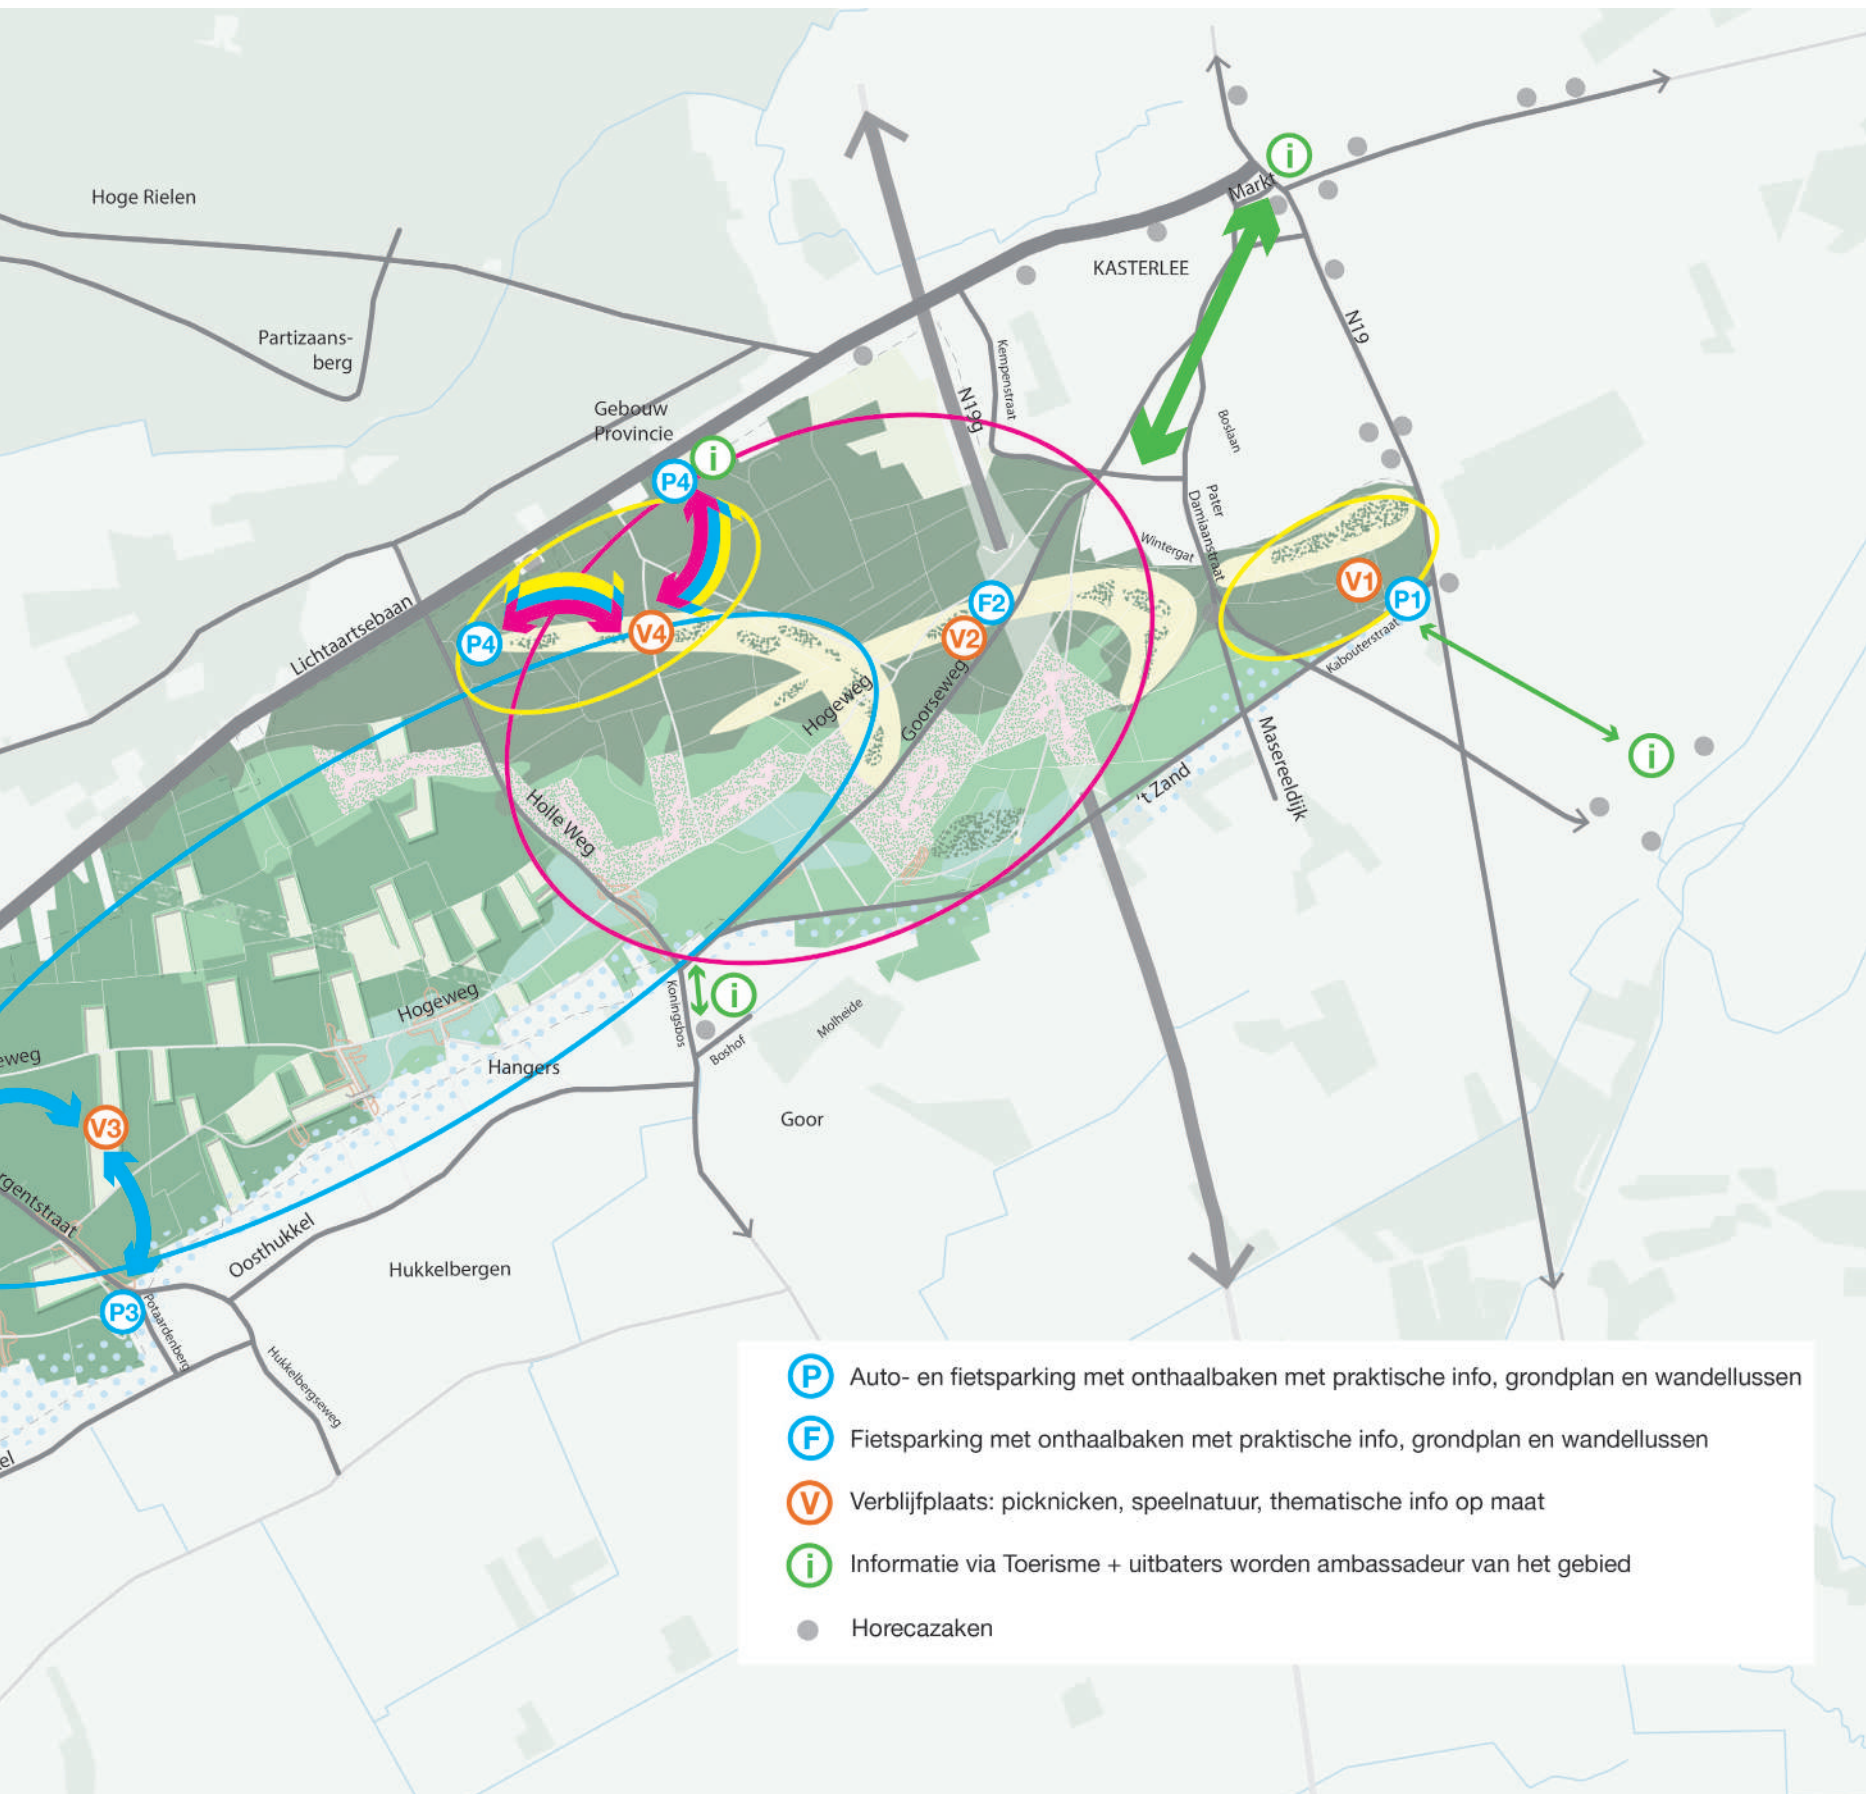 i
Markt
Hoge Rielen
KASTERLEE
N19
Partizaans-
berg
Kempenstraat
N19g
Gebouw
Provincie
Boslaan
i
P4
Pater
Damiaanstraat
Wintergat
V1
P1
F2
V2
Lichtaartsebaan
P4
V4
Kabouterstraat
Hogeweg
Goorseweg
Masereeldijk
i
't Zand
Holle Weg
Koningsbos
i
Hogeweg
Molheide
Boshof
eweg
Hangers
V3
Goor
rgentstraat
Oosthukkel
Hukkelbergen
P3
Potaardenberg
Hukkelbergseweg
el
P Auto- en fietsparking met onthaalbaken met praktische info, grondplan en wandellussen
F Fietsparking met onthaalbaken met praktische info, grondplan en wandellussen
V Verblijfplaats: picknicken, speelnatuur, thematische info op maat
i Informatie via Toerisme + uitbaters worden ambassadeur van het gebied
Horecazaken